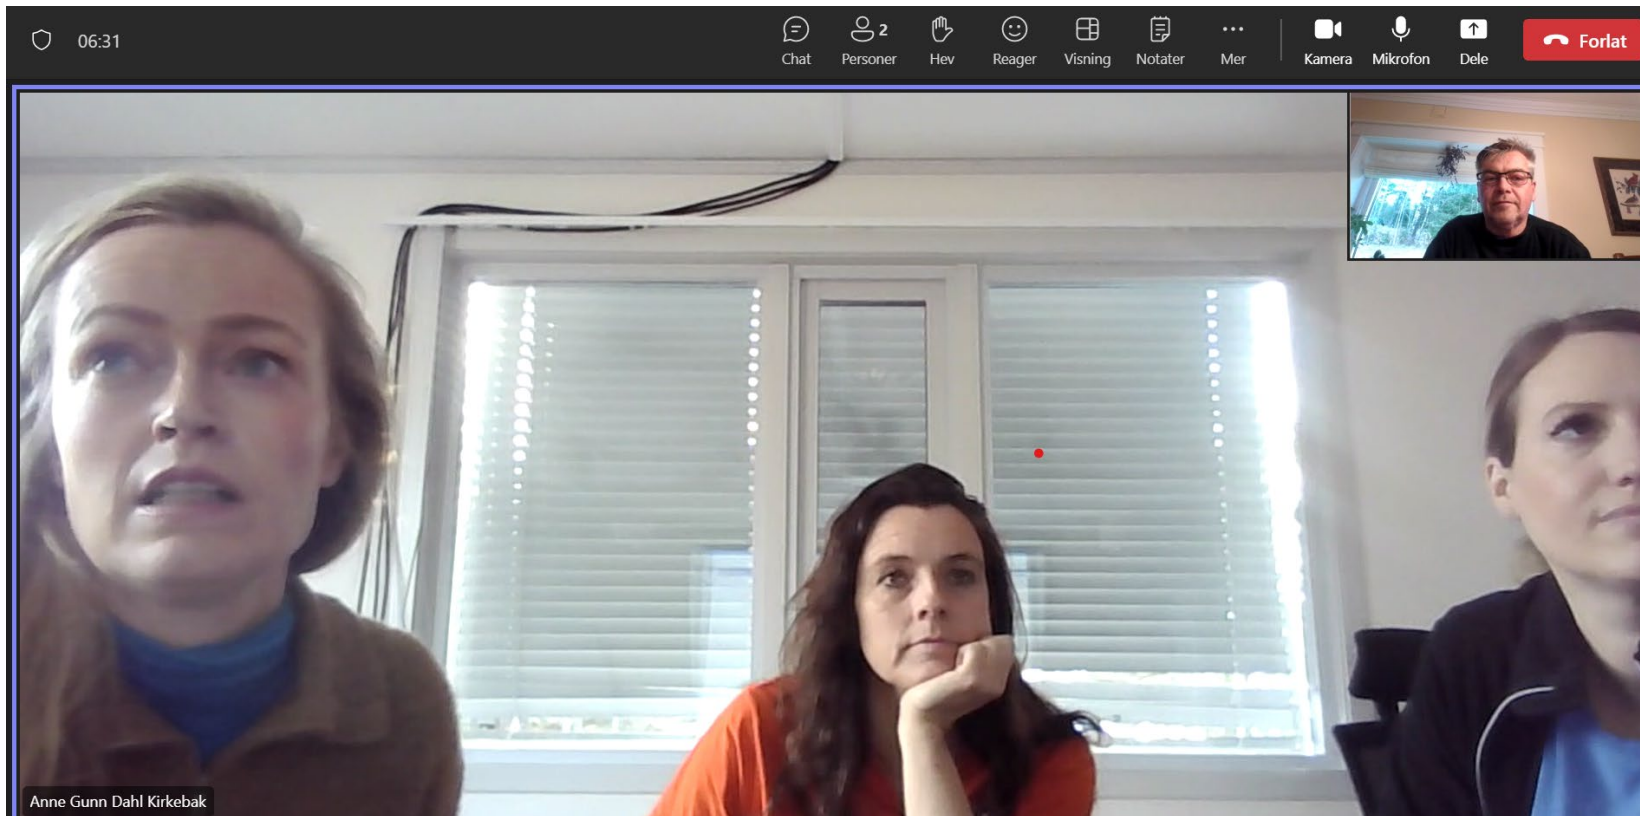 06:31
2
Chat Personer Hev Reager Visning Notater Mer Kamera Mikrofon Dele Forlat
Anne Gunn Dahl Kirkebak